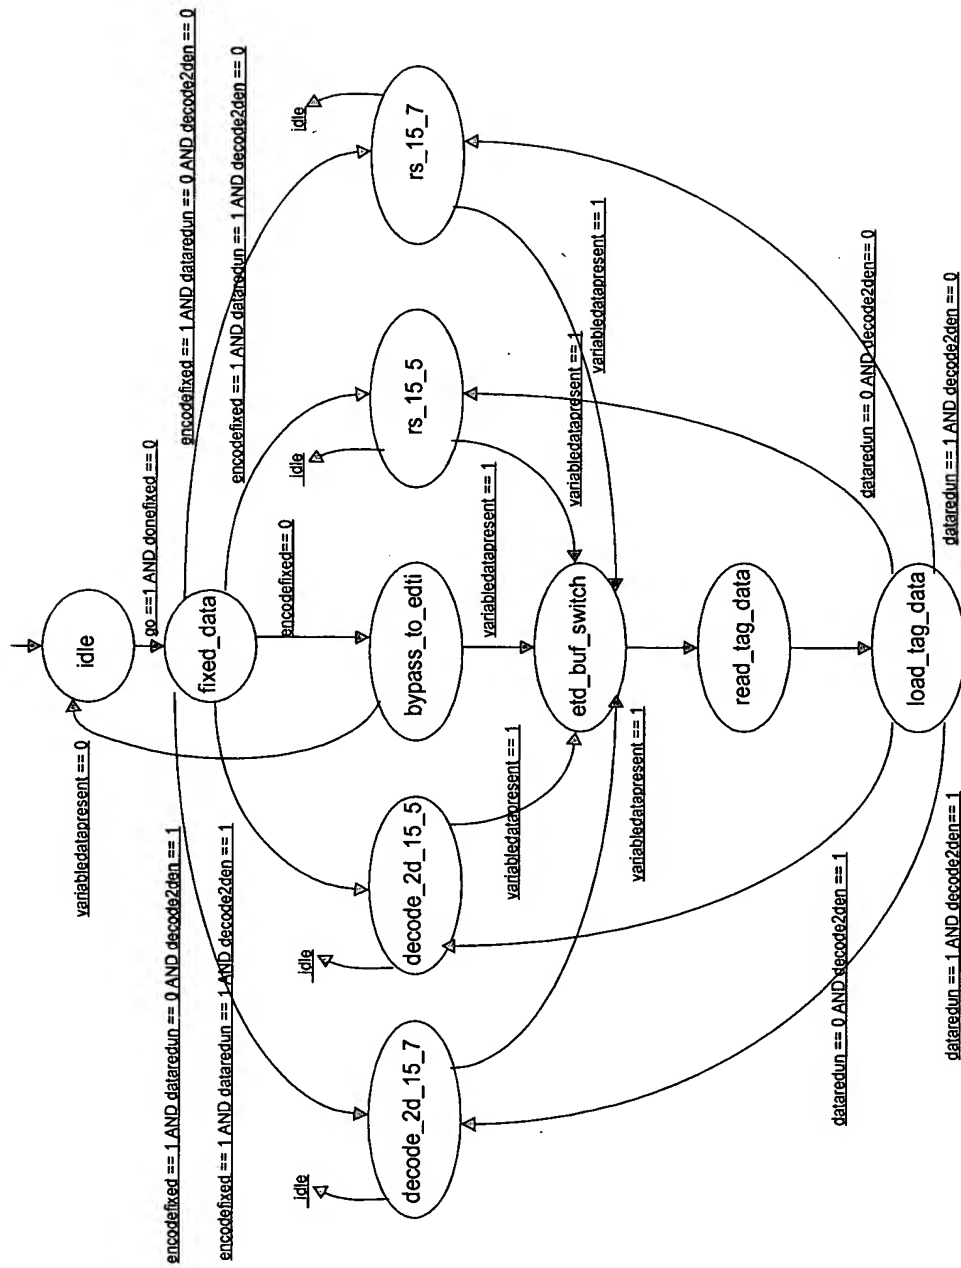 idle
go ==1 AND donefixed == 0
variabledatapresent == 0
fixed_data
encodefixed == 1 AND dataredun == 0 AND decode2den == 1
encodefixed == 1 AND dataredun == 1 AND decode2den == 1
encodefixed== 0
encodefixed == 1 AND dataredun == 1 AND decode2den == 0
encodefixed == 1 AND dataredun == 0 AND decode2den == 0
idle
idle
idle
idle
decode_2d_15_7
decode_2d_15_5
bypass_to_edti
rs_15_5
rs_15_7
variabledatapresent == 1
variabledatapresent == 1
variabledatapresent == 1
variabledatapresent == 1
variabledatapresent == 1
etd_buf_switch
read_tag_data
load_tag_data
dataredun == 0 AND decode2den == 1
dataredun == 0 AND decode2den== 0
dataredun == 1 AND decode2den== 1
dataredun == 1 AND decode2den == 0